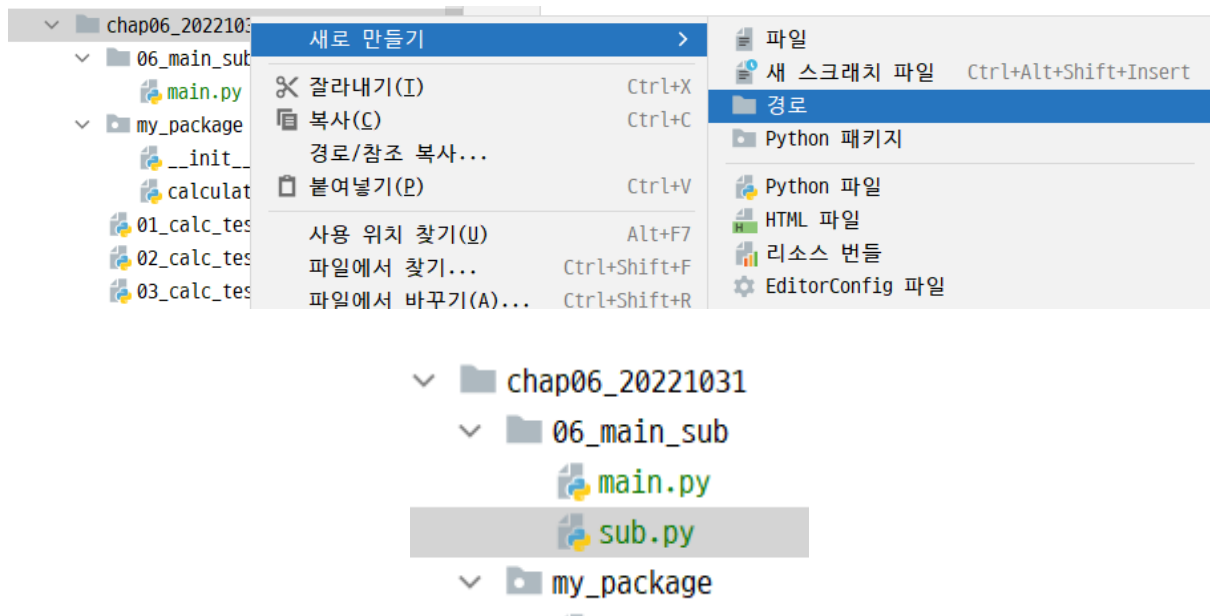 chap06_202210
06_main_sub
main.py
my_package
__init__
calculat
01_calc_tes
02_calc_tes
03_calc_tes
새로 만들기 >
잘라내기(T) Ctrl+X
복사(C) Ctrl+C
경로/참조 복사...
붙여넣기(P) Ctrl+V
사용 위치 찾기(U) Alt+F7
파일에서 찾기... Ctrl+Shift+F
파일에서 바꾸기(A)... Ctrl+Shift+R
파일
새 스크래치 파일 Ctrl+Alt+Shift+Insert
경로
Python 패키지
Python 파일
HTML 파일
리소스 번들
EditorConfig 파일
chap06_20221031
06_main_sub
main.py
sub.py
my_package